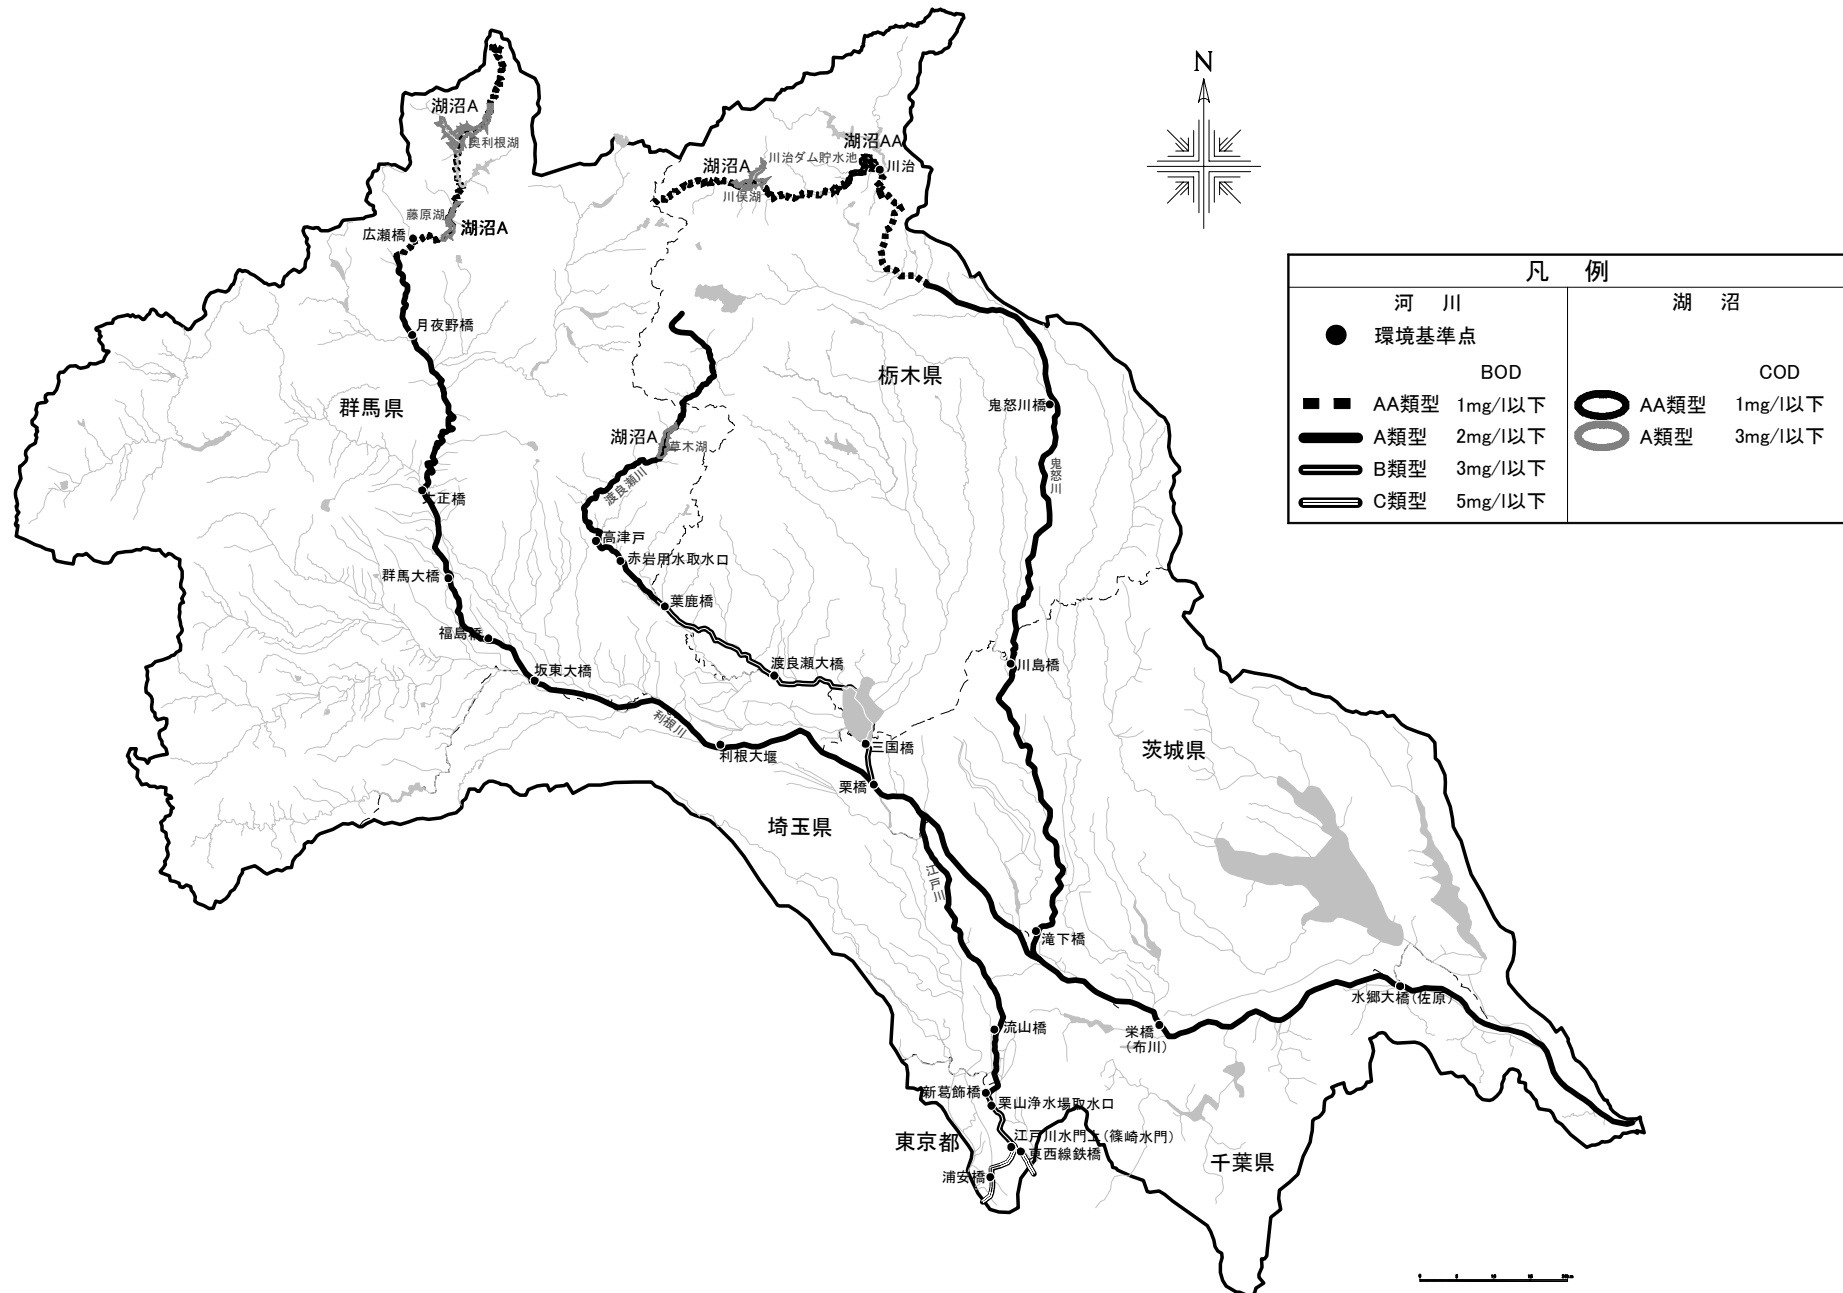 N
湖沼A
奥利根湖
湖沼AA
川治ダム貯水池
湖沼A
川治
川俣湖
藤原湖
湖沼A
広瀬橋
凡 例
河 川
湖 沼
環境基準点
BOD
COD
AA類型 1mg/l以下
AA類型 1mg/l以下
A類型 2mg/l以下
A類型 3mg/l以下
B類型 3mg/l以下
C類型 5mg/l以下
月夜野橋
栃木県
群馬県
鬼怒川橋
湖沼A
草木湖
鬼怒川
渡良瀬川
大正橋
高津戸
赤岩用水取水口
群馬大橋
葉鹿橋
福島橋
渡良瀬大橋
川島橋
坂東大橋
利根川
利根大堰
三国橋
茨城県
栗橋
埼玉県
江戸川
滝下橋
水郷大橋(佐原)
流山橋
栄橋
(布川)
新葛飾橋
栗山浄水場取水口
東京都
江戸川水門上(篠崎水門)
東西線鉄橋
千葉県
浦安橋